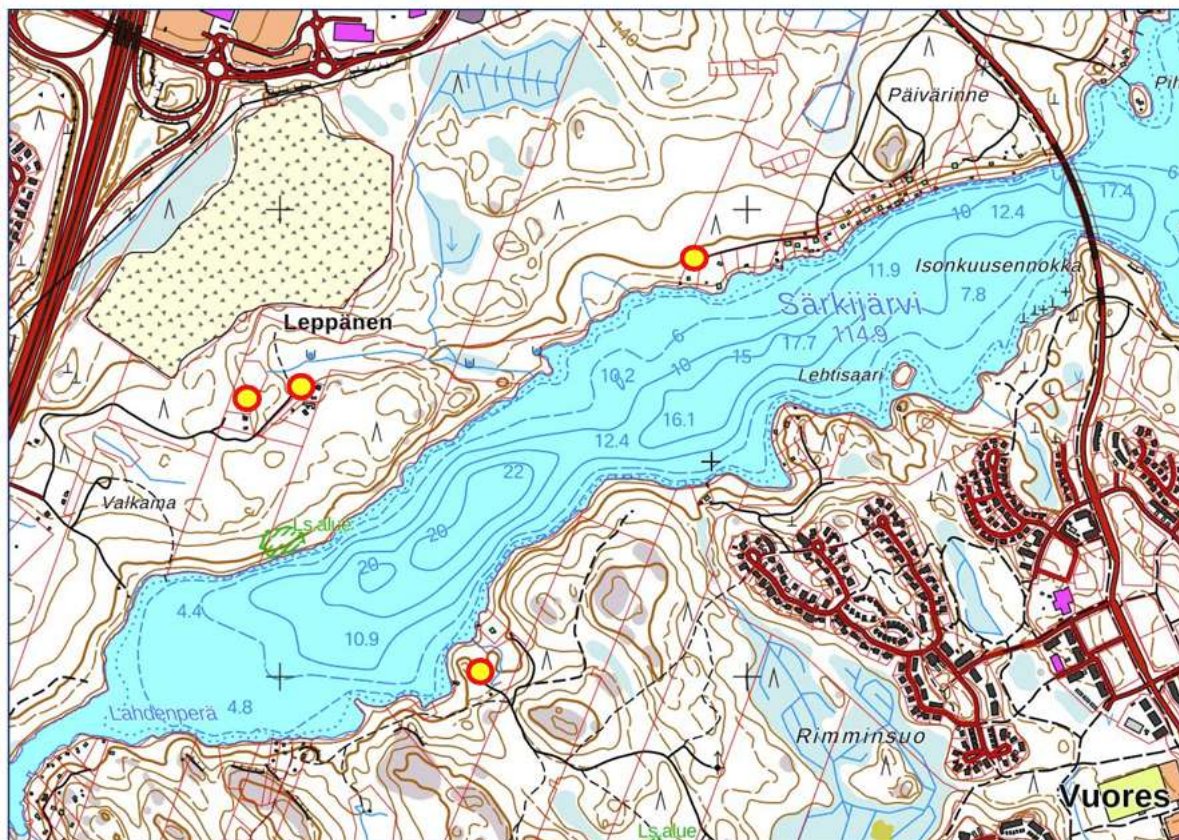 140
Päivärinne
Pih
17.4
10
12.4
6
11.9
Isonkuusennokka
7.8
Särkijärvi
114.9
Leppänen
6
17.7
15
10
10.2
Lehtisaari
16.1
12.4
22
Valkama
Ls.alue
20
20
4.4
10.9
4.8
Lahdenperä
Rimminsuo
Vuores
Ls.alue